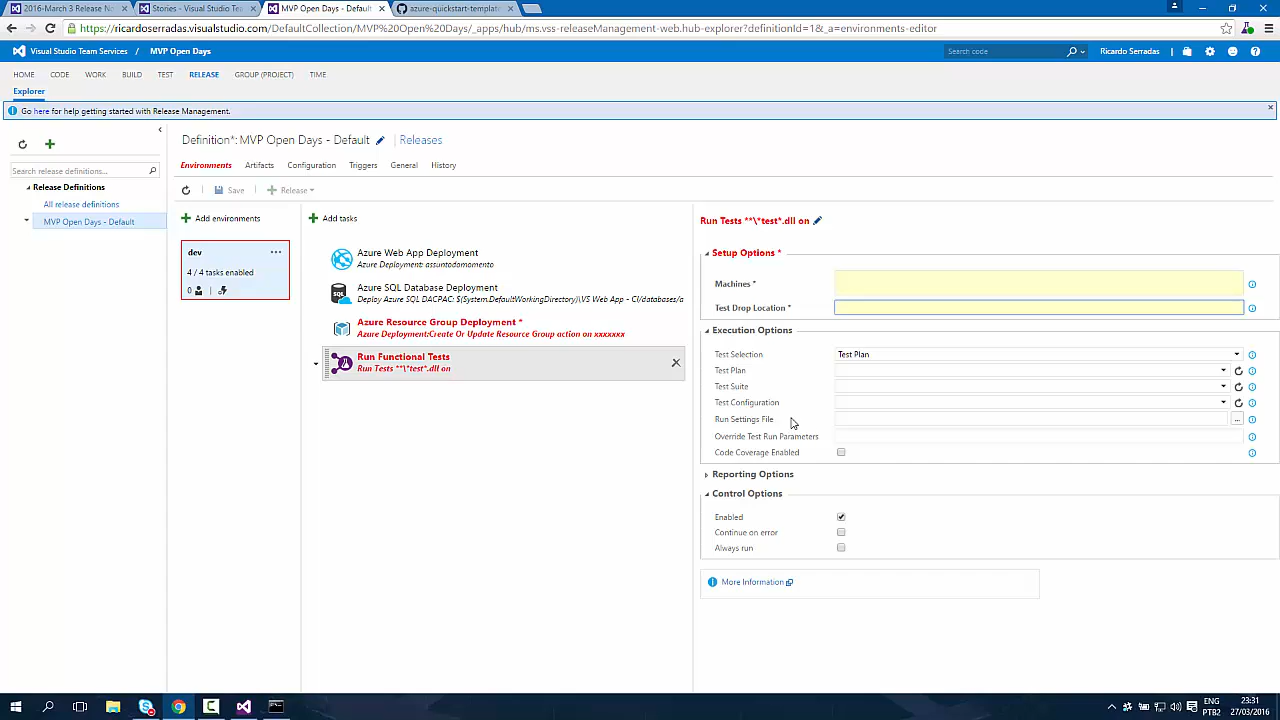 2016-March 3 Release No
Stories - Visual Studio Tea
MVP Open Days - Default
azure-quickstart-templat
https://ricardoserradas.visualstudio.com/DefaultCollection/MVP%20Open%20Days/_apps/hub/ms.vss-releaseManagement-web.hub-explorer?definitionId=1&_a=environments-editor
Visual Studio Team Services | MVP Open Days
Search code
Ricardo Serradas
HOME CODE WORK BUILD TEST RELEASE GROUP (PROJECT) TIME
Explorer
Go here for help getting started with Release Management.
Definition*: MVP Open Days - Default | Releases
Environments Artifacts Configuration Triggers General History
Search release definitions...
Release Definitions
All release definitions
MVP Open Days - Default
Save
Release
Add environments
Add tasks
dev
4 / 4 tasks enabled
0
Azure Web App Deployment
Azure Deployment: assuntodomomento
Azure SQL Database Deployment
Deploy Azure SQL DACPAC: $(System.DefaultWorkingDirectory)\VS Web App - CI/databases/a
Azure Resource Group Deployment *
Azure Deployment:Create Or Update Resource Group action on xxxxxxx
Run Functional Tests
Run Tests **\*test*.dll on
Run Tests **\*test*.dll on
Setup Options *
Machines *
Test Drop Location *
Execution Options
Test Selection Test Plan
Test Plan
Test Suite
Test Configuration
Run Settings File ...
Override Test Run Parameters
Code Coverage Enabled
Reporting Options
Control Options
Enabled
Continue on error
Always run
More Information
ENG
PTB2
23:31
27/03/2016